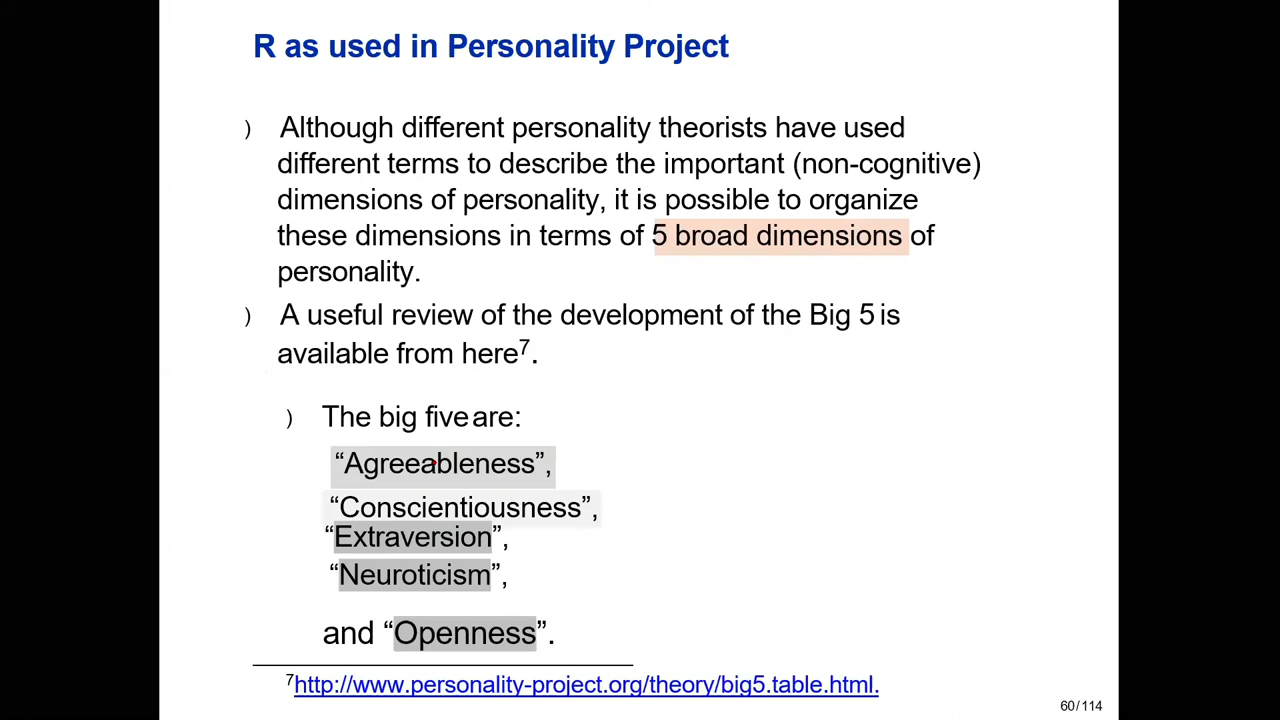 R as used in Personality Project
) Although different personality theorists have used
different terms to describe the important (non-cognitive)
dimensions of personality, it is possible to organize
these dimensions in terms of 5 broad dimensions of
personality.
) A useful review of the development of the Big 5 is
available from here7.
) The big five are:
“Agreeableness”,
“Conscientiousness”,
“Extraversion”,
“Neuroticism”,
and “Openness”.
7http://www.personality-project.org/theory/big5.table.html.
60/114